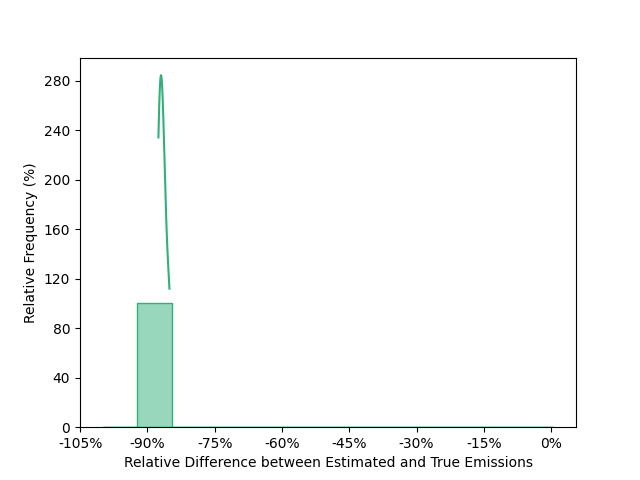 280
240
200
160
120
80
40
0
-105% -90% -75% -60% -45% -30% -15% 0%
Relative Difference between Estimated and True Emissions
Relative Frequency (%)